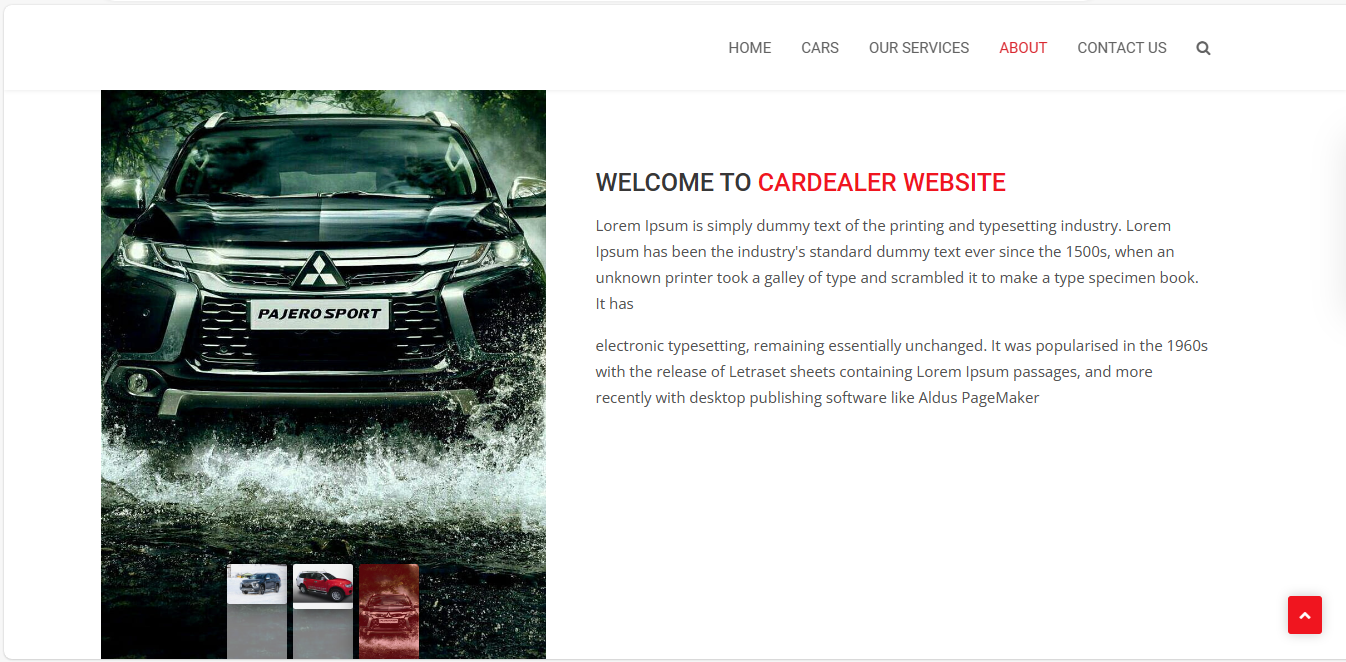 HOME CARS OUR SERVICES ABOUT CONTACT US
PAJERO SPORT
WELCOME TO CARDEALER WEBSITE
Lorem Ipsum is simply dummy text of the printing and typesetting industry. Lorem
Ipsum has been the industry's standard dummy text ever since the 1500s, when an
unknown printer took a galley of type and scrambled it to make a type specimen book.
It has
electronic typesetting, remaining essentially unchanged. It was popularised in the 1960s
with the release of Letraset sheets containing Lorem Ipsum passages, and more
recently with desktop publishing software like Aldus PageMaker